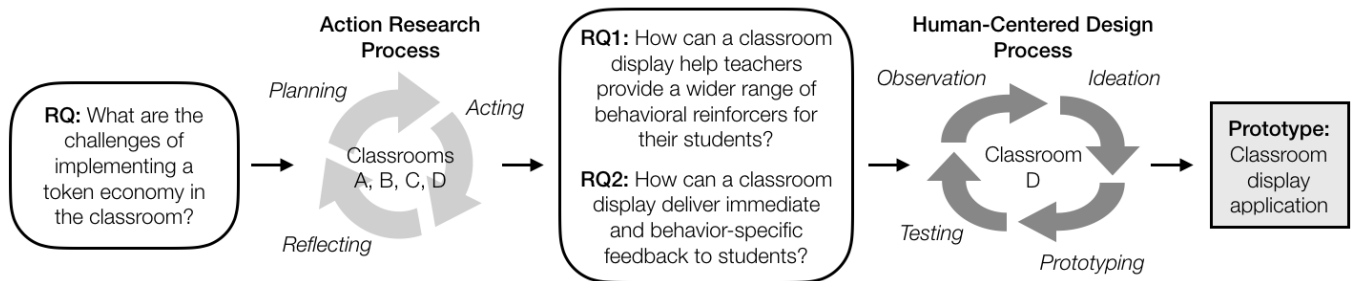 RQ: What are the
challenges of
implementing a
token economy in
the classroom?
Action Research
Process
Planning
Acting
Classrooms
A, B, C, D
Reflecting
RQ1: How can a classroom
display help teachers
provide a wider range of
behavioral reinforcers for
their students?
RQ2: How can a classroom
display deliver immediate
and behavior-specific
feedback to students?
Human-Centered Design
Process
Observation
Ideation
Classroom
D
Testing
Prototyping
Prototype:
Classroom
display
application